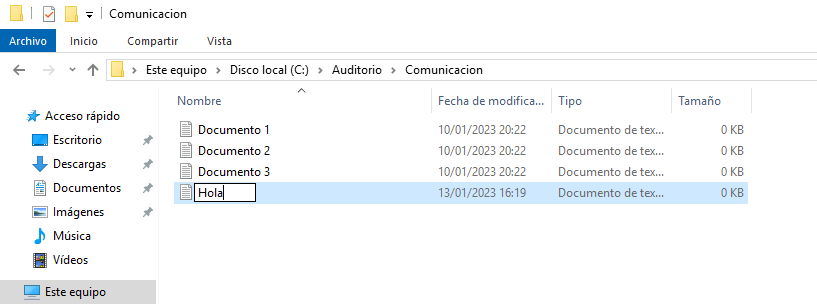 Comunicacion
Archivo Inicio Compartir Vista
Este equipo Disco local (C:) Auditorio Comunicacion
Nombre Fecha de modifica... Tipo Tamaño
Acceso rápido
Escritorio
Descargas
Documentos
Imágenes
Música
Vídeos
Este equipo
Documento 1 10/01/2023 20:22 Documento de tex... 0 KB
Documento 2 10/01/2023 20:22 Documento de tex... 0 KB
Documento 3 10/01/2023 20:22 Documento de tex... 0 KB
Hola 13/01/2023 16:19 Documento de tex... 0 KB